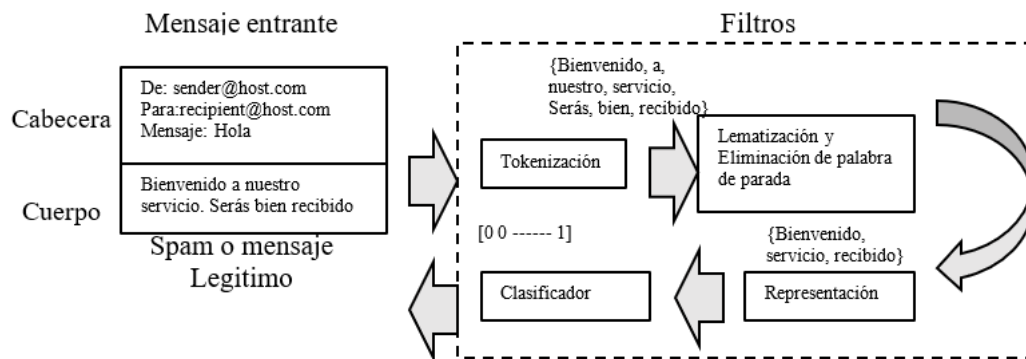 Mensaje entrante
Filtros
Cabecera
De: sender@host.com
Para:recipient@host.com
Mensaje: Hola
Cuerpo
Bienvenido a nuestro
servicio. Serás bien recibido
Spam o mensaje
Legitimo
{Bienvenido, a,
nuestro, servicio,
Serás, bien, recibido}
Tokenización
Lematización y
Eliminación de palabra
de parada
{Bienvenido,
servicio, recibido}
Representación
[0 0 ------ 1]
Clasificador